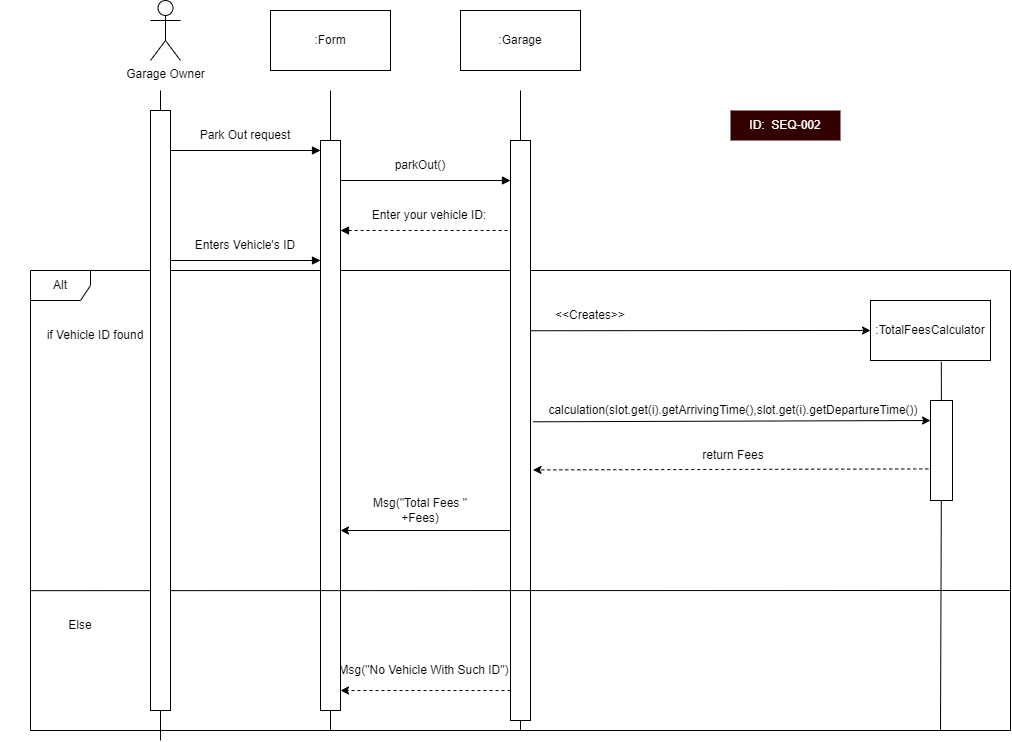 Garage Owner
:Form
:Garage
ID:  SEQ-002
Park Out request
parkOut()
Enter your vehicle ID:
Enters Vehicle's ID
Alt
if Vehicle ID found
<<Creates>>
:TotalFeesCalculator
calculation(slot.get(i).getArrivingTime(),slot.get(i).getDepartureTime())
return Fees
Msg("Total Fees "
+Fees)
Else
Msg("No Vehicle With Such ID")